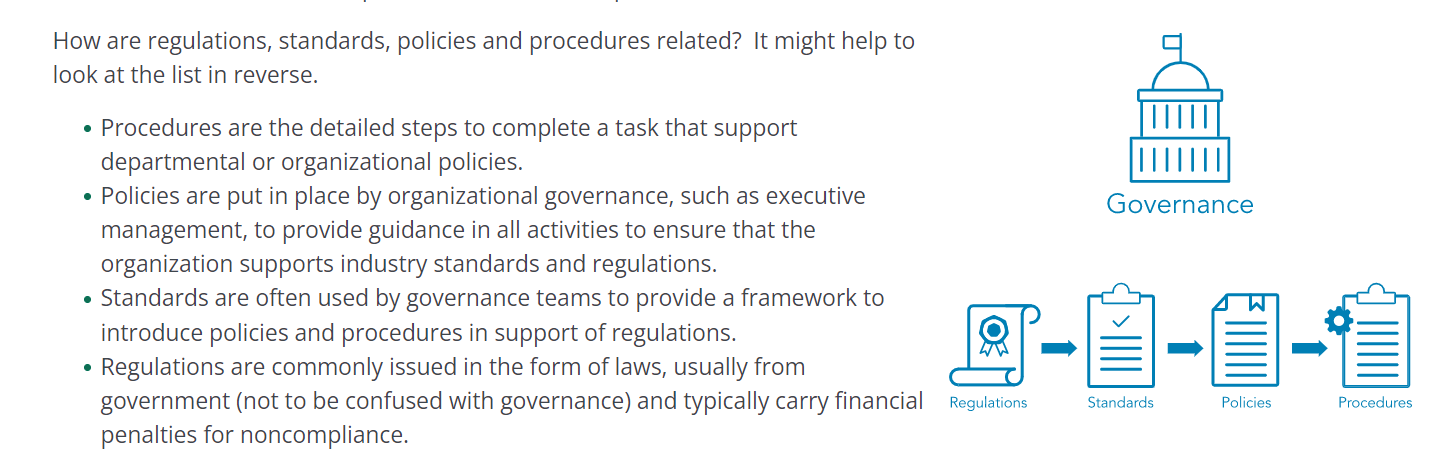 How are regulations, standards, policies and procedures related?  It might help to
look at the list in reverse.
• Procedures are the detailed steps to complete a task that support
departmental or organizational policies.
• Policies are put in place by organizational governance, such as executive
management, to provide guidance in all activities to ensure that the
organization supports industry standards and regulations.
• Standards are often used by governance teams to provide a framework to
introduce policies and procedures in support of regulations.
• Regulations are commonly issued in the form of laws, usually from
government (not to be confused with governance) and typically carry financial
penalties for noncompliance.
Governance
Regulations
Standards
Policies
Procedures